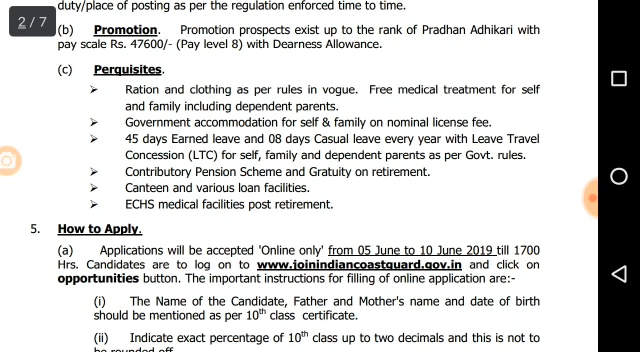 duty/place of posting as per the regulation enforced time to time.
2 / 7
(b) Promotion. Promotion prospects exist up to the rank of Pradhan Adhikari with
pay scale Rs. 47600/- (Pay level 8) with Dearness Allowance.
(c) Perquisites.
➢ Ration and clothing as per rules in vogue. Free medical treatment for self
and family including dependent parents.
➢ Government accommodation for self & family on nominal license fee.
➢ 45 days Earned leave and 08 days Casual leave every year with Leave Travel
Concession (LTC) for self, family and dependent parents as per Govt. rules.
➢ Contributory Pension Scheme and Gratuity on retirement.
➢ Canteen and various loan facilities.
➢ ECHS medical facilities post retirement.
5. How to Apply.
(a) Applications will be accepted 'Online only' from 05 June to 10 June 2019 till 1700
Hrs. Candidates are to log on to www.joinindiancoastguard.gov.in and click on
opportunities button. The important instructions for filling of online application are:-
(i) The Name of the Candidate, Father and Mother's name and date of birth
should be mentioned as per 10th class certificate.
(ii) Indicate exact percentage of 10th class up to two decimals and this is not to
be rounded off